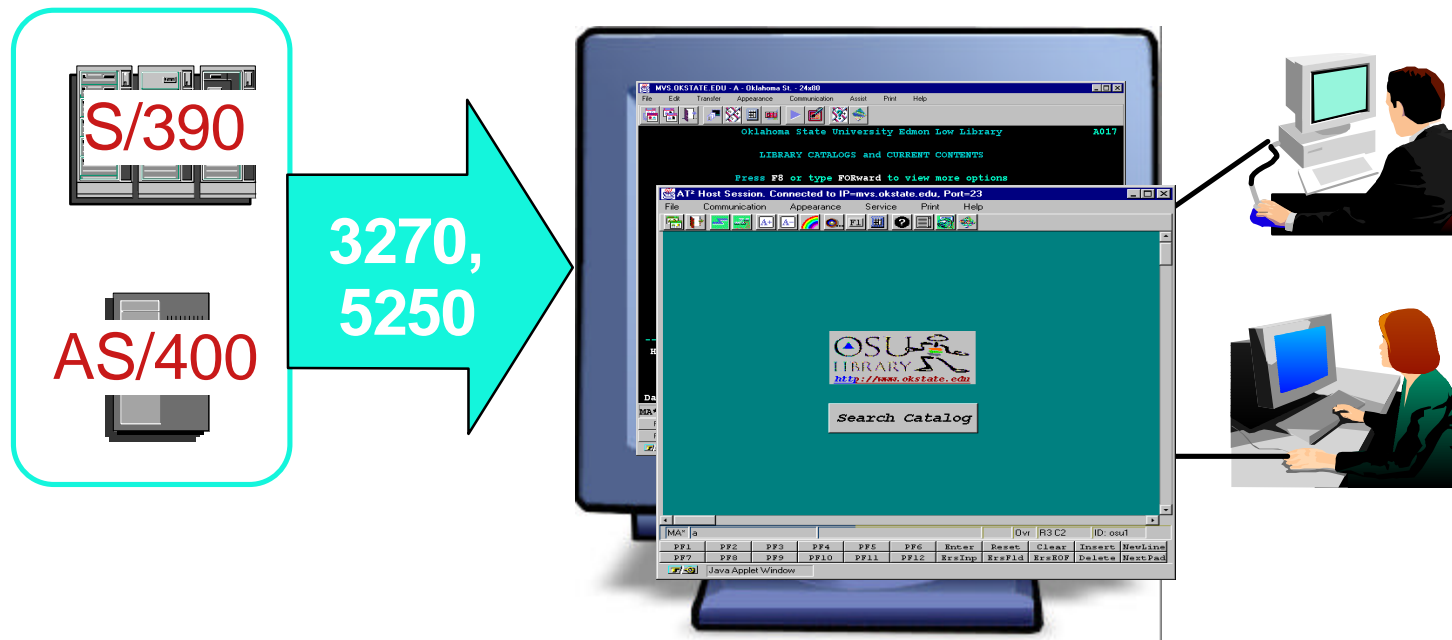 S/390
AS/400
3270,
5250
MVS.OKSTATE.EDU - A - Oklahoma St. - 24x80
File Edit Transfer Appearance Communication Assist Print Help
Oklahoma State University Edmon Low Library A017
LIBRARY CATALOGS and CURRENT CONTENTS
Press F8 or type FORward to view more options
H
Da
MA*
AT² Host Session. Connected to IP=mvs.okstate.edu, Port=23
File Communication Appearance Service Print Help
A+ A- F1
OSU
LIBRARY
http://www.okstate.edu
Search Catalog
MA* a Ovr R3 C2 ID: osu1
PF1 PF2 PF3 PF4 PF5 PF6 Enter Reset Clear Insert NewLine
PF7 PF8 PF9 PF10 PF11 PF12 ErsInp ErsFld ErsEOF Delete NextPad
Java Applet Window